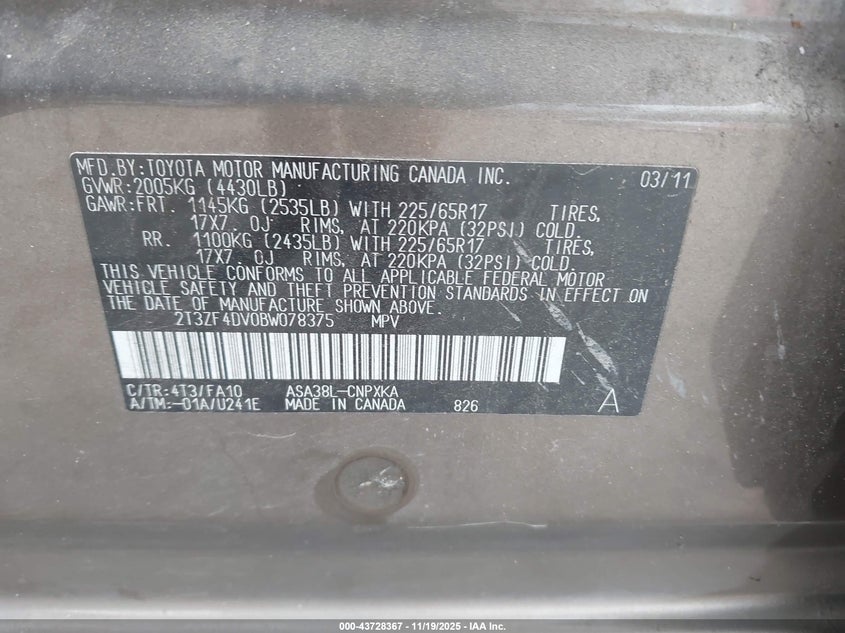 MFD.BY:TOYOTA MOTOR MANUFACTURING CANADA INC. 03/11
GVWR:2005KG (4430LB)
GAWR:FRT. 1145KG (2535LB) WITH 225/65R17 TIRES,
17X7.0J RIMS, AT 220KPA (32PSI) COLD.
RR. 1100KG (2435LB) WITH 225/65R17 TIRES,
17X7.0J RIMS, AT 220KPA (32PSI) COLD.
THIS VEHICLE CONFORMS TO ALL APPLICABLE FEDERAL MOTOR
VEHICLE SAFETY AND THEFT PREVENTION STANDARDS IN EFFECT ON
THE DATE OF MANUFACTURE SHOWN ABOVE.
2T3ZF4DV0BW078375 MPV
C/TR:4T3/FA10 ASA38L-CNPXKA
A/TM:-01A/U241E MADE IN CANADA 826 A
000-43728367 - 11/19/2025 - IAA Inc.